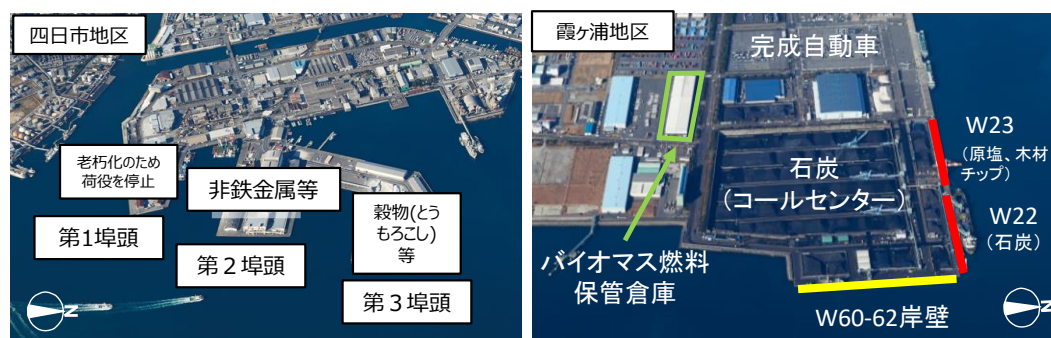 四日市地区
老朽化のため
荷役を停止
第1埠頭
非鉄金属等
第２埠頭
穀物(とう
もろこし)
等
第３埠頭
N
霞ヶ浦地区
完成自動車
石炭
（コールセンター）
W23
（原塩、木材
チップ）
W22
（石炭）
バイオマス燃料
保管倉庫
W60-62岸壁
N